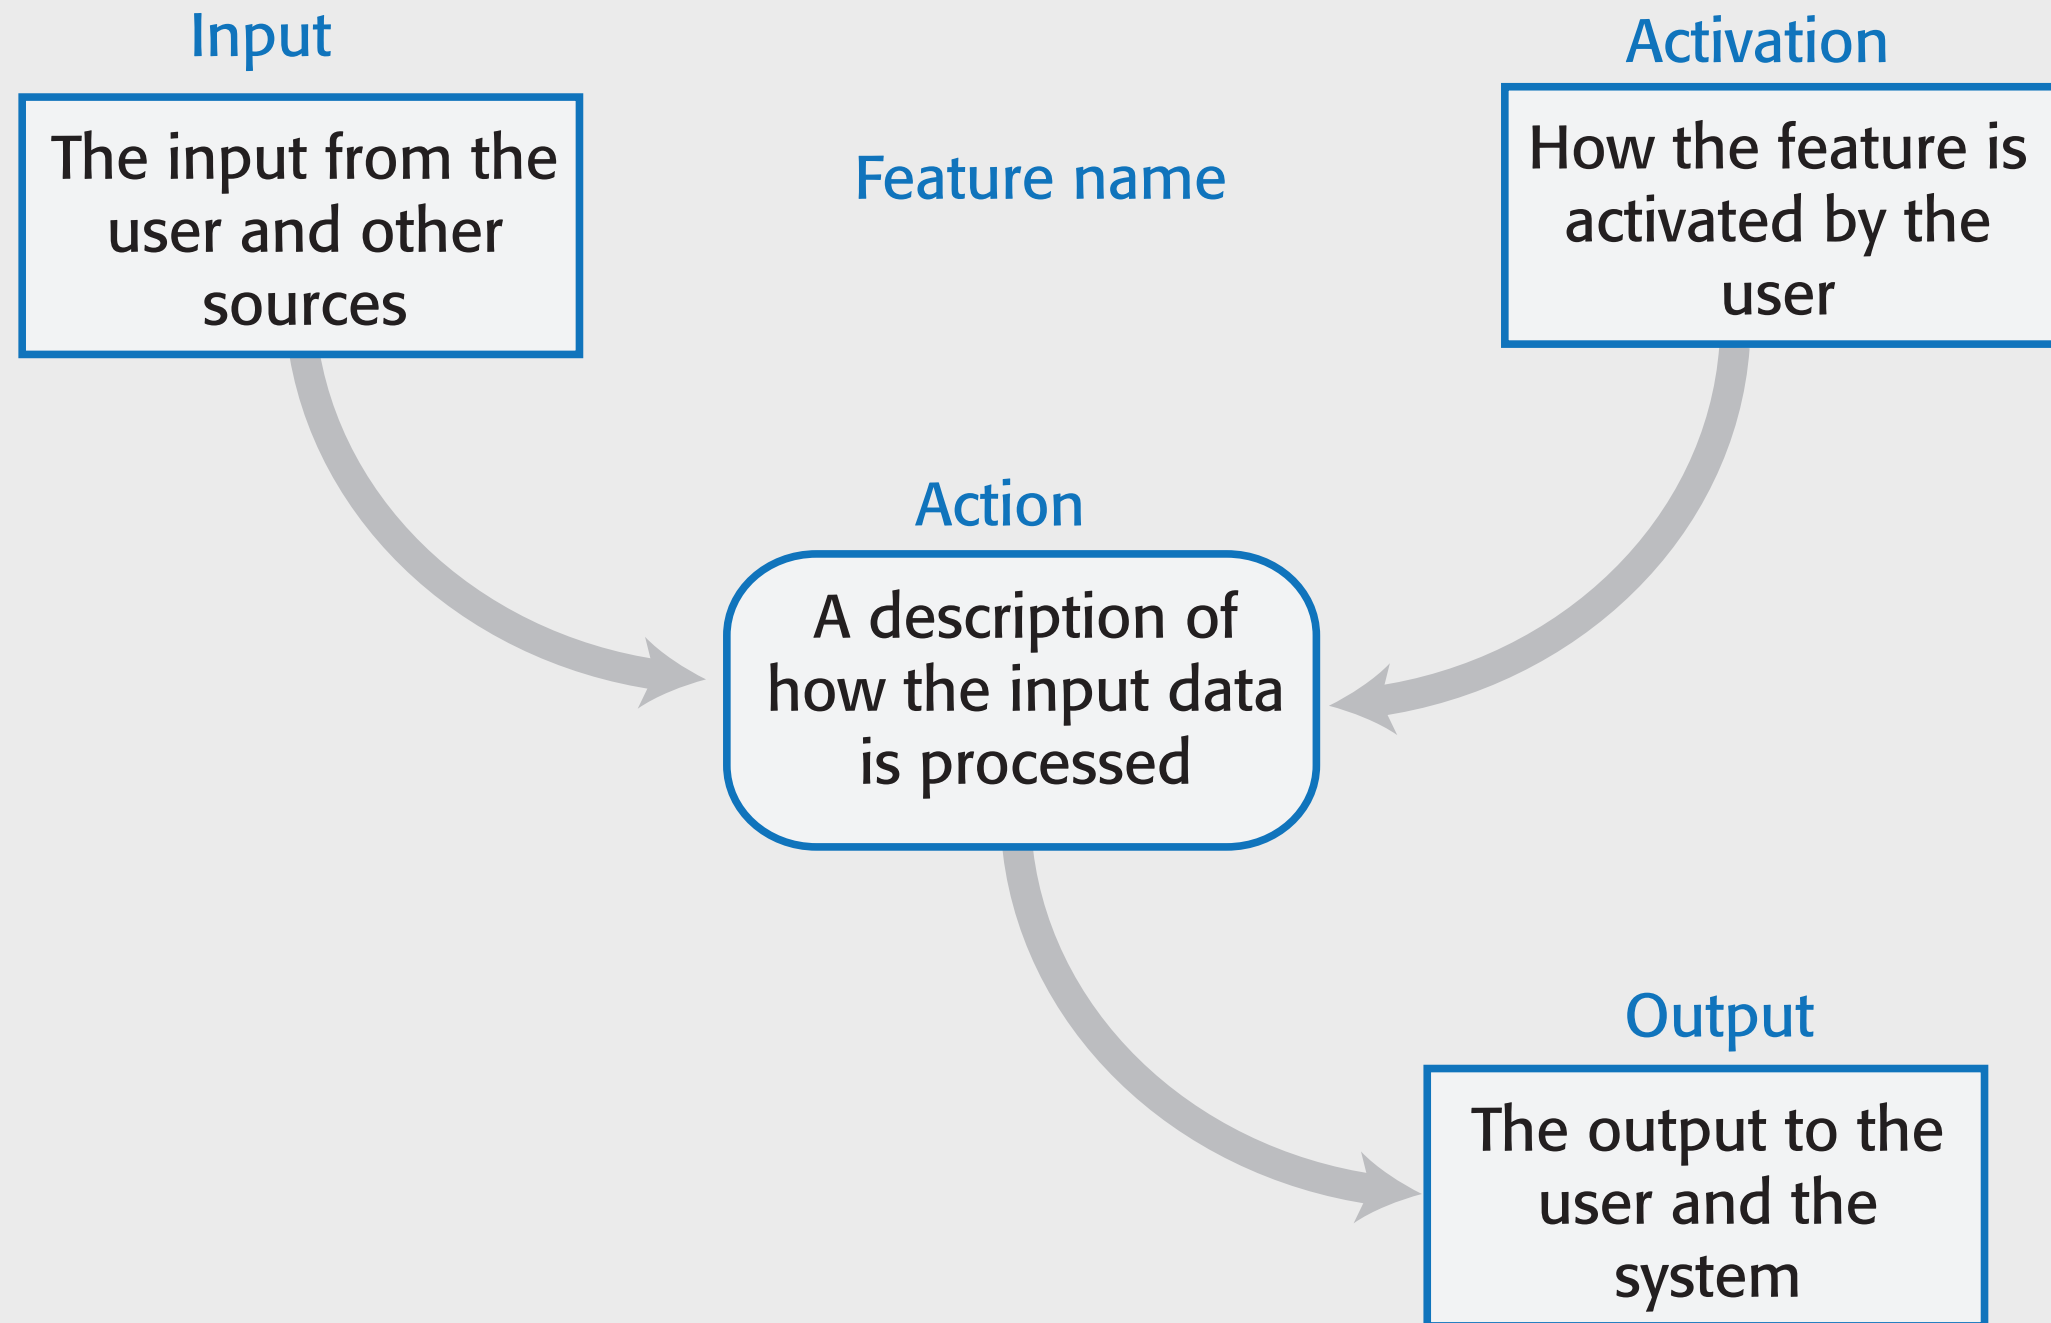 Input
The input from the
user and other
sources
Feature name
Activation
How the feature is
activated by the
user
Action
A description of
how the input data
is processed
Output
The output to the
user and the
system